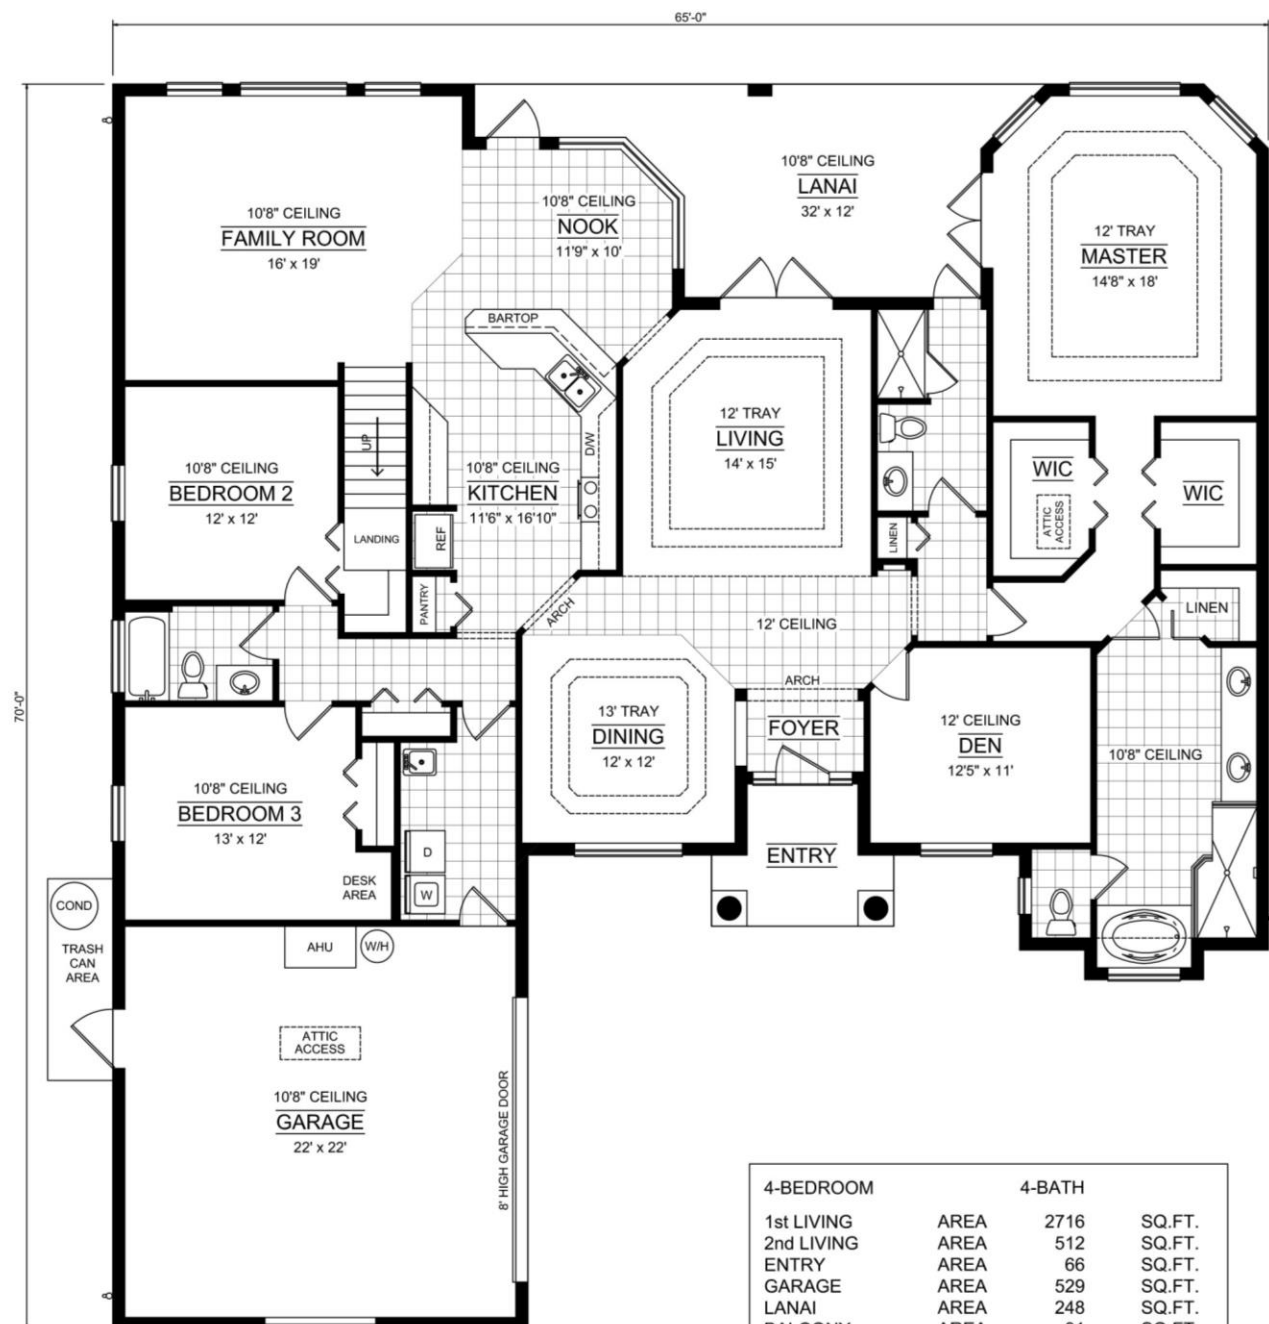 65'-0"
70'-0"
10'8" CEILING
FAMILY ROOM
16' x 19'
10'8" CEILING
NOOK
11'9" x 10'
10'8" CEILING
LANAI
32' x 12'
12' TRAY
MASTER
14'8" x 18'
BARTOP
12' TRAY
LIVING
14' x 15'
10'8" CEILING
BEDROOM 2
12' x 12'
UP
LANDING
D/W
10'8" CEILING
KITCHEN
11'6" x 16'10"
REF
PANTRY
ARCH
LINEN
WIC
ATTIC
ACCESS
WIC
LINEN
12' CEILING
ARCH
FOYER
13' TRAY
DINING
12' x 12'
12' CEILING
DEN
12'5" x 11'
10'8" CEILING
10'8" CEILING
BEDROOM 3
13' x 12'
DESK
AREA
D
W
ENTRY
COND
TRASH
CAN
AREA
AHU
W/H
ATTIC
ACCESS
10'8" CEILING
GARAGE
22' x 22'
8' HIGH GARAGE DOOR
4-BEDROOM 4-BATH
1st LIVING AREA 2716 SQ.FT.
2nd LIVING AREA 512 SQ.FT.
ENTRY AREA 66 SQ.FT.
GARAGE AREA 529 SQ.FT.
LANAI AREA 248 SQ.FT.